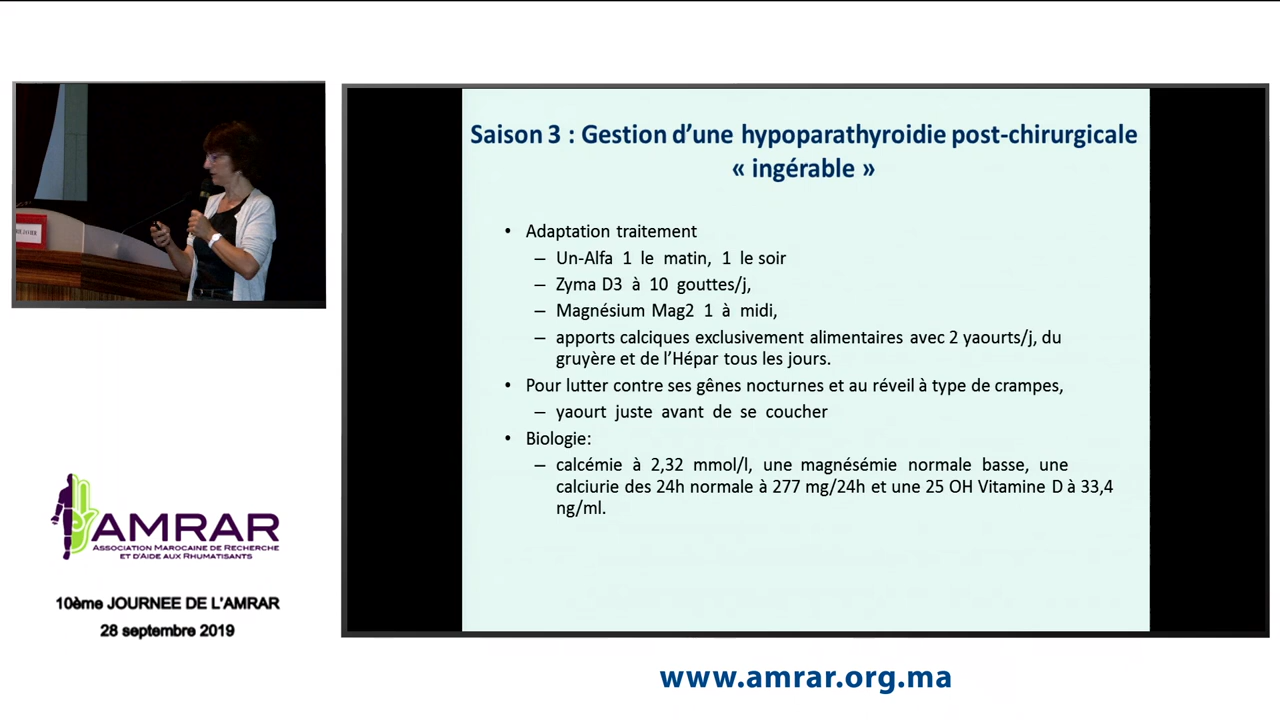 Saison 3 : Gestion d'une hypoparathyroidie post-chirurgicale
« ingérable »
• Adaptation traitement
– Un-Alfa 1 le matin, 1 le soir
– Zyma D3 à 10 gouttes/j,
– Magnésium Mag2 1 à midi,
– apports calciques exclusivement alimentaires avec 2 yaourts/j, du
gruyère et de l'Hépar tous les jours.
• Pour lutter contre ses gênes nocturnes et au réveil à type de crampes,
– yaourt juste avant de se coucher
• Biologie:
– calcémie à 2,32 mmol/l, une magnésémie normale basse, une
calciurie des 24h normale à 277 mg/24h et une 25 OH Vitamine D à 33,4
ng/ml.
AMRAR
ASSOCIATION MAROCAINE DE RECHERCHE
ET D'AIDE AUX RHUMATISANTS
10ème JOURNEE DE L'AMRAR
28 septembre 2019
www.amrar.org.ma